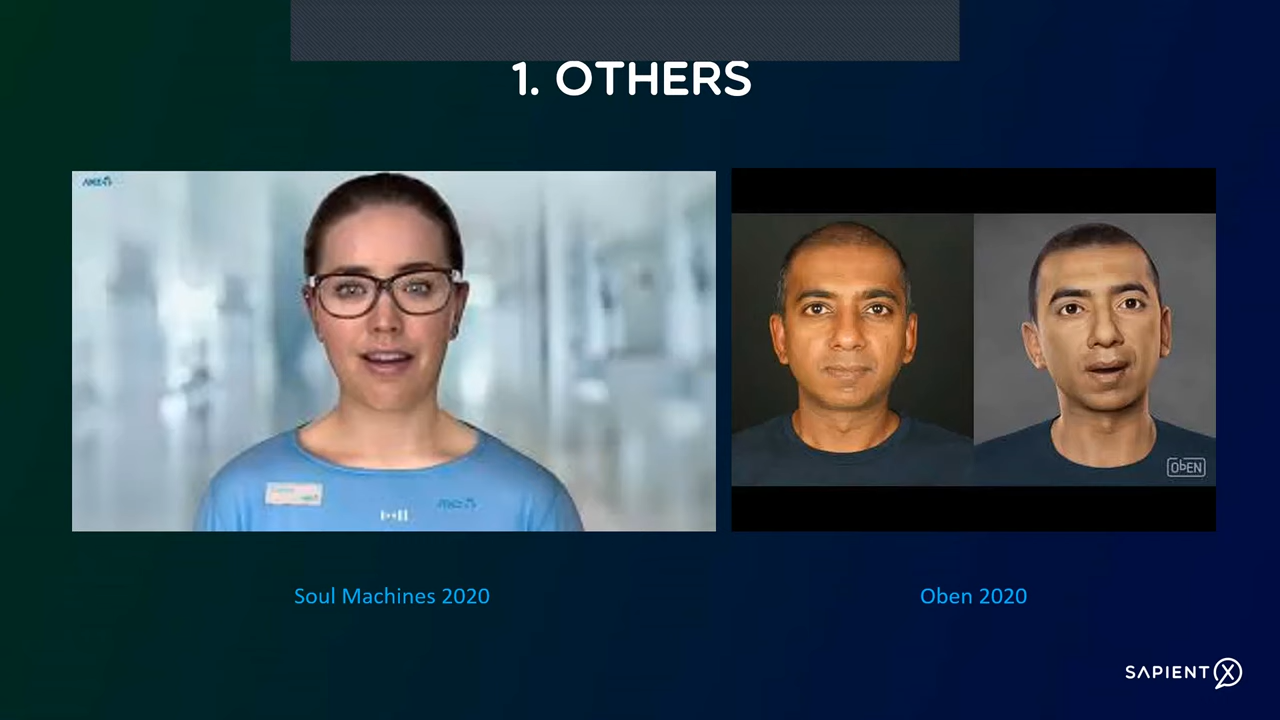 1. OTHERS
ObEN
Soul Machines 2020
Oben 2020
SAPIENT X